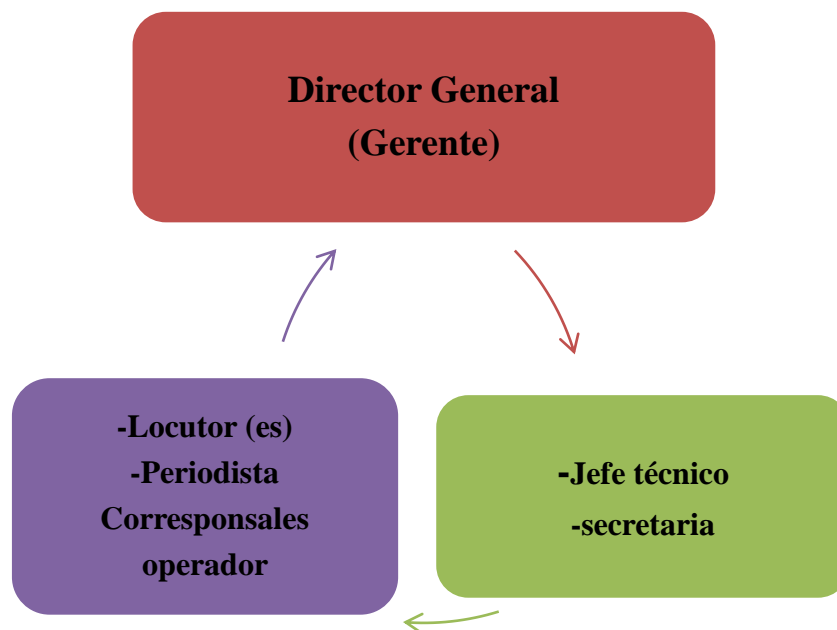 Director General
(Gerente)
-Locutor (es)
-Periodista
Corresponsales
operador
-Jefe técnico
-secretaria